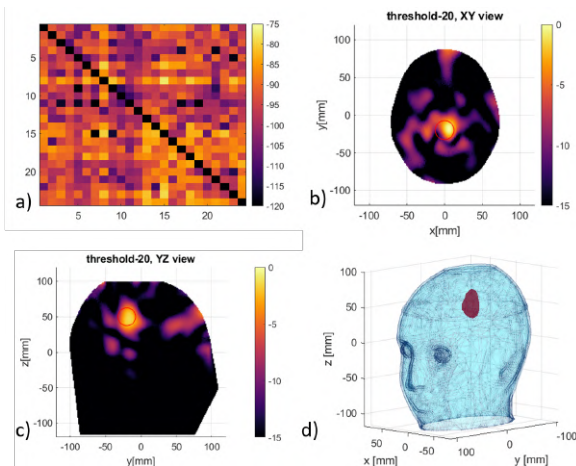 -75
-80
-85
-90
-95
-100
-105
-110
-115
-120
5
10
15
20
5 10 15 20
a)
threshold-20, XY view
100
50
0
-50
-100
y[mm]
-100 -50 0 50 100
x[mm]
0
-5
-10
-15
b)
threshold-20, YZ view
100
50
0
-50
-100
z[mm]
-100 -50 0 50 100
y[mm]
0
-5
-10
-15
c)
100
50
0
-50
-100
z [mm]
50 0 -50
x [mm]
100 0 -100
y [mm]
d)